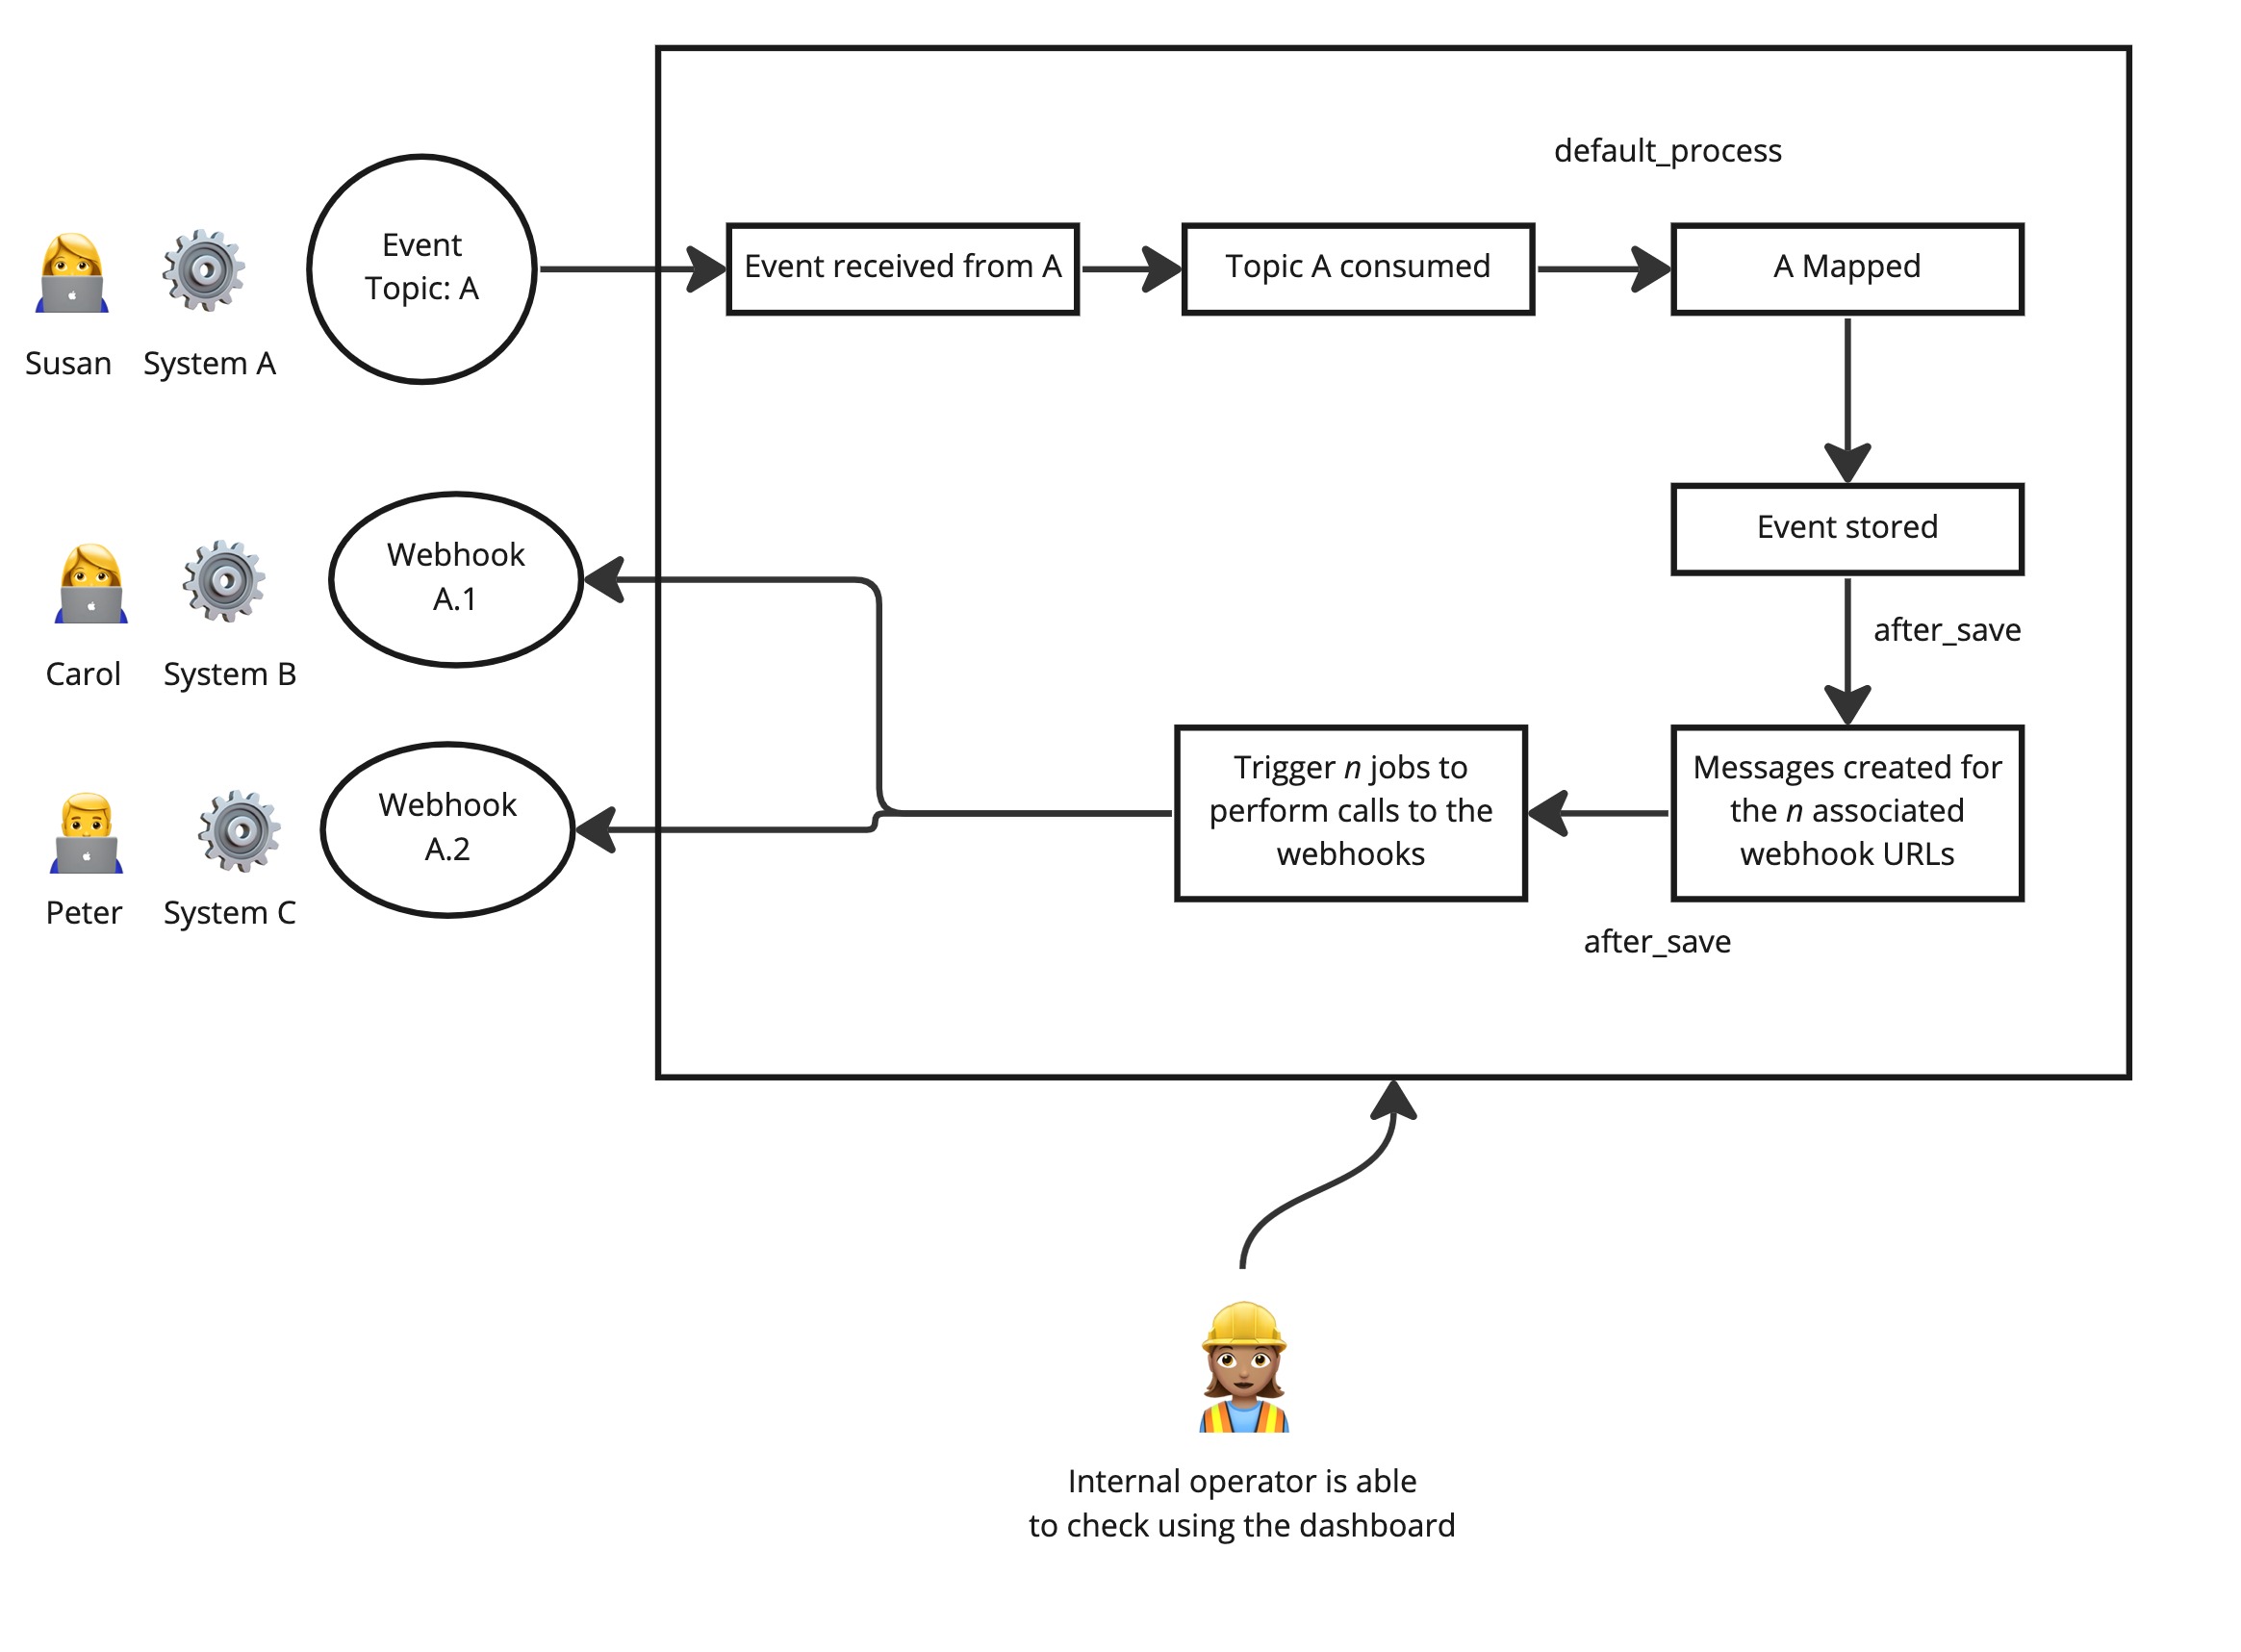 default_process
Event
Topic: A
Event received from A
Topic A consumed
A Mapped
Susan
System A
Event stored
Webhook
A.1
after_save
Carol
System B
Webhook
A.2
Trigger n jobs to
perform calls to the
webhooks
Messages created for
the n associated
webhook URLs
Peter
System C
after_save
Internal operator is able
to check using the dashboard